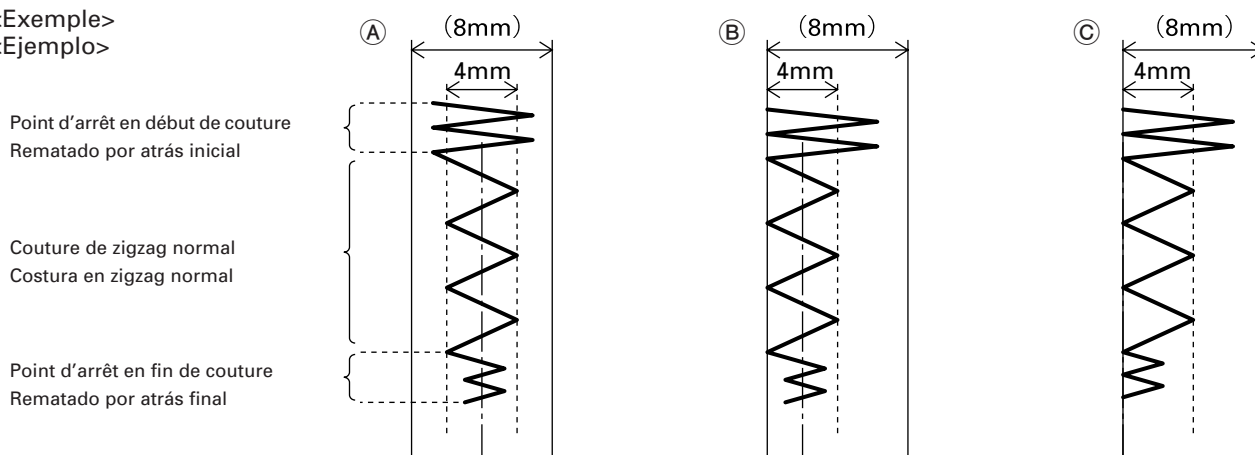 <Exemple>
<Ejemplo>
Ⓐ (8mm) Ⓑ (8mm) Ⓒ (8mm)
4mm 4mm 4mm
Point d'arrêt en début de couture
Rematado por atrás inicial
Couture de zigzag normal
Costura en zigzag normal
Point d'arrêt en fin de couture
Rematado por atrás final